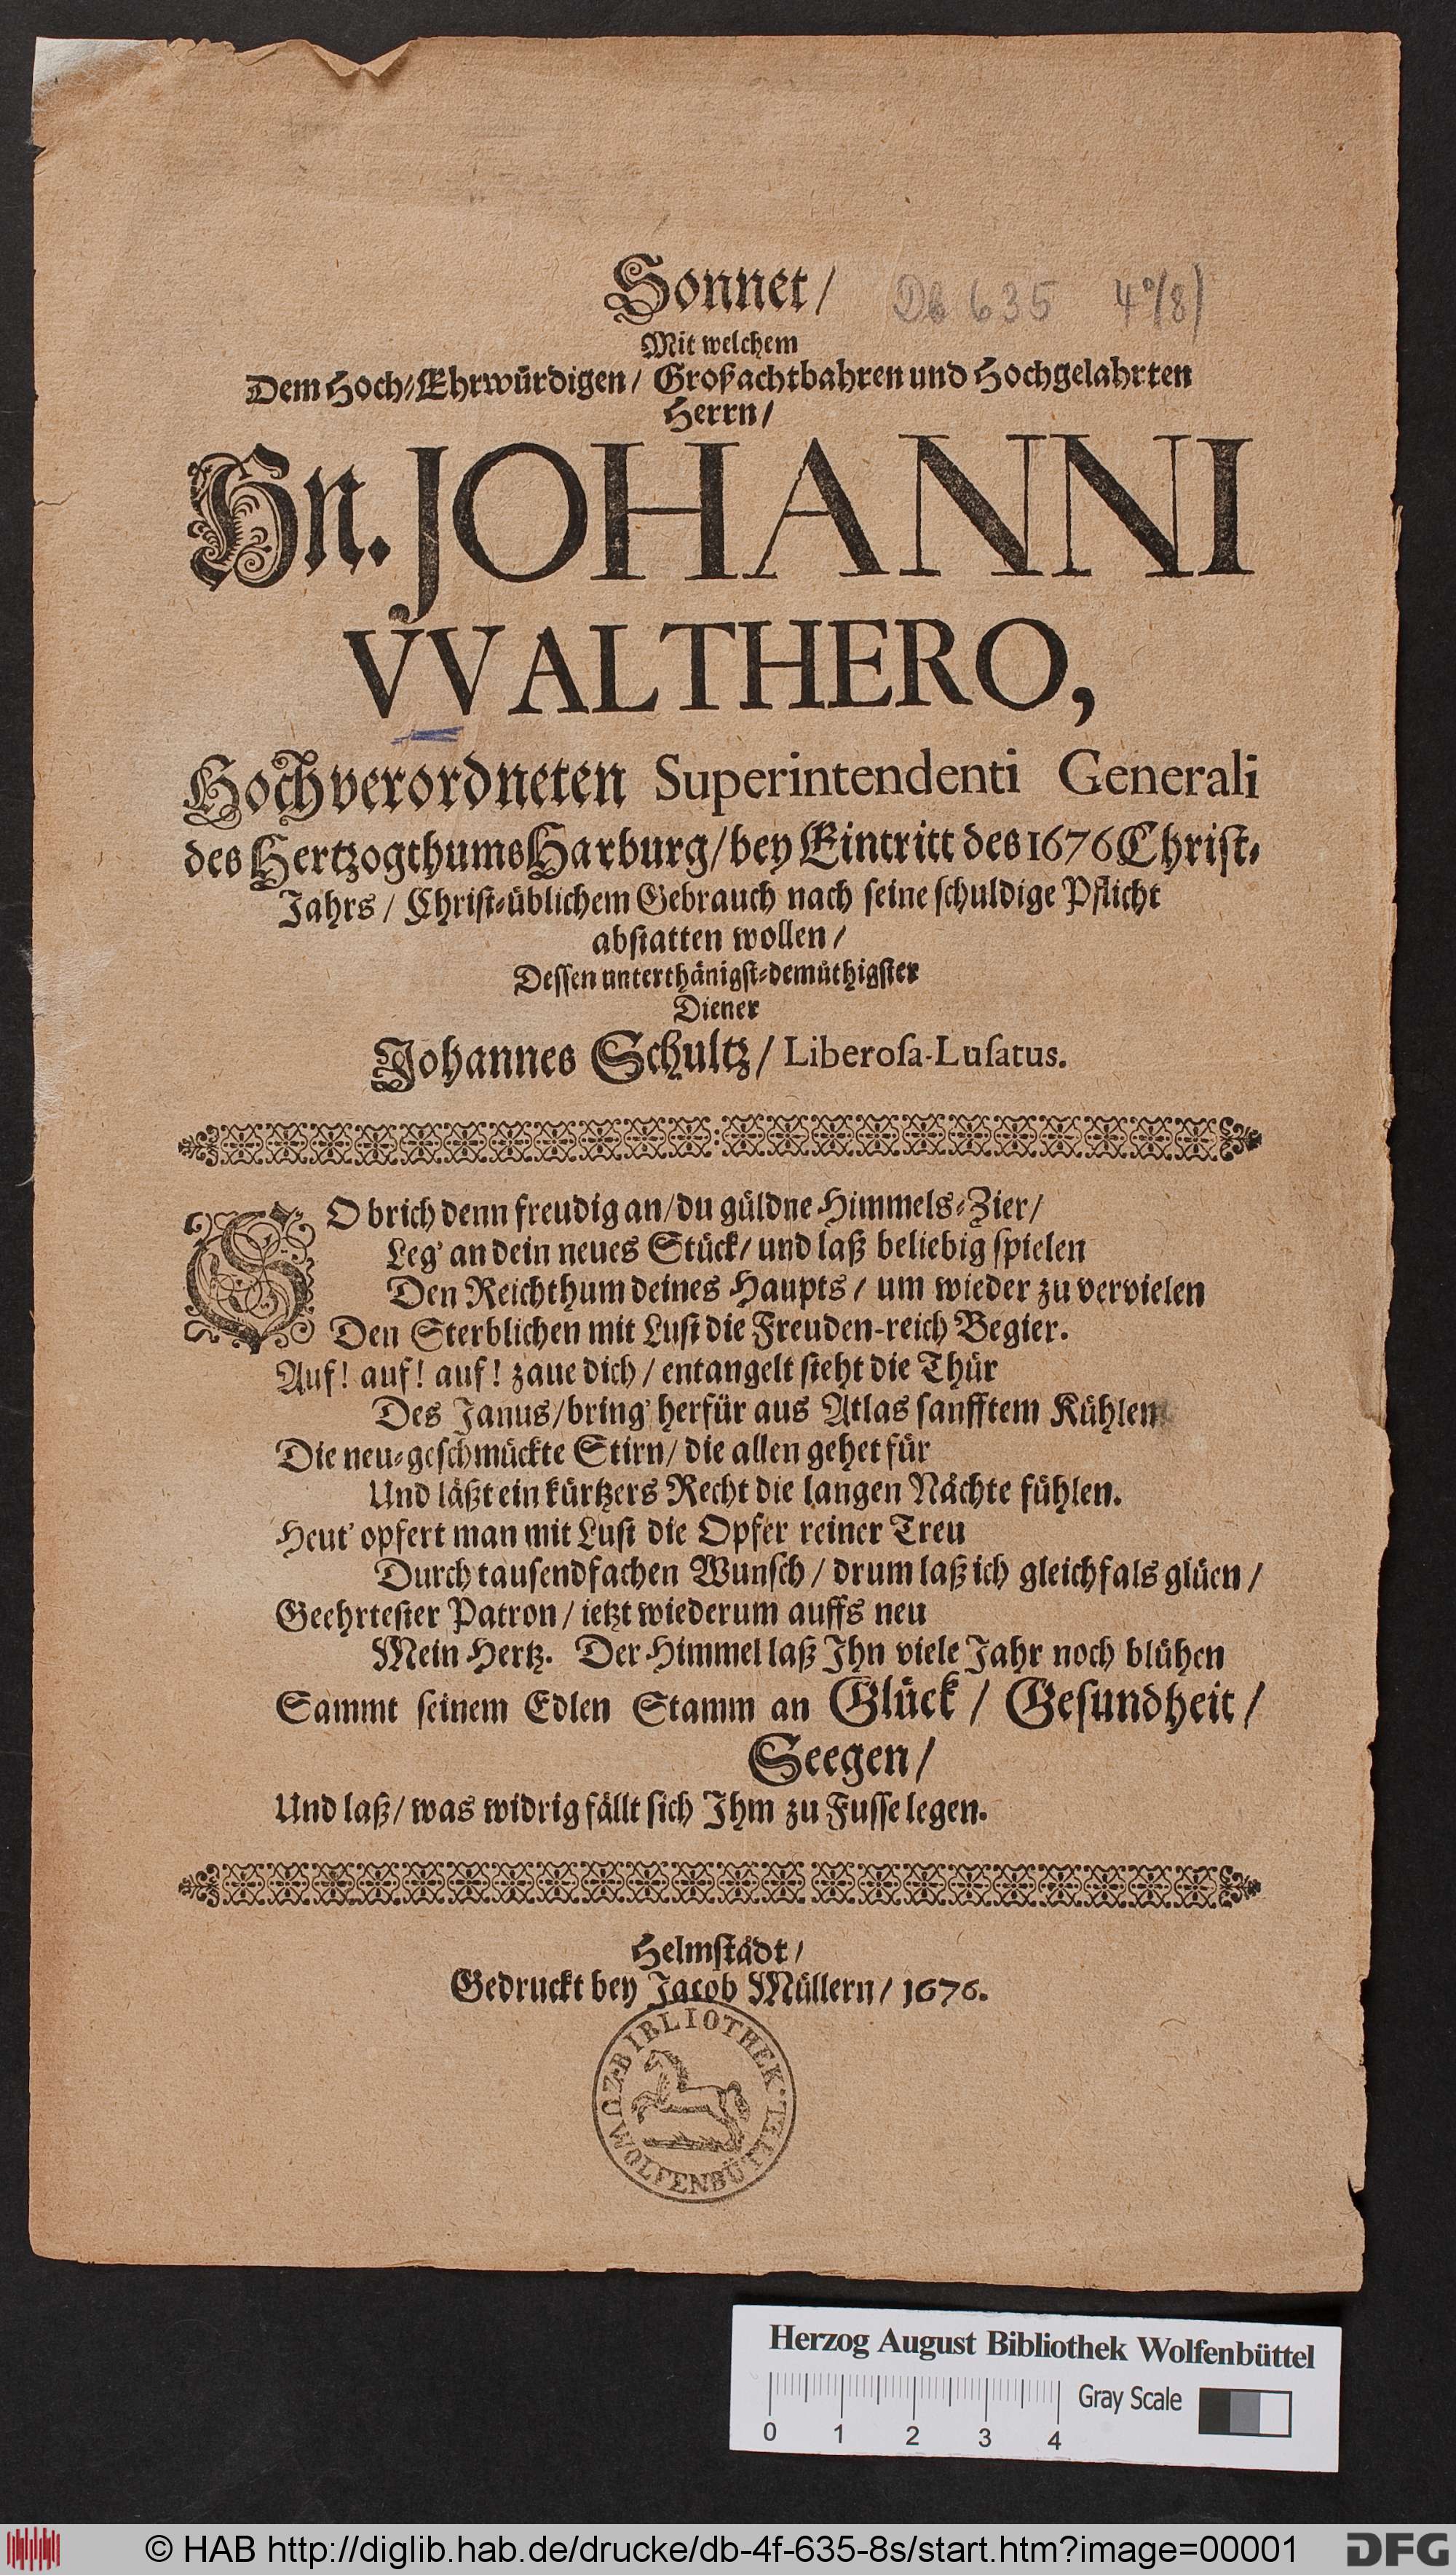 Sonnet /
Db 635 4° (8)
Mit welchem
Dem Hoch-Ehrwürdigen / Großachtbahren und Hochgelahrten
Herrn /
Hn. JOHANNI
VVALTHERO,
Hochverordneten Superintendenti Generali
des Hertzogthums Harburg / bey Eintritt des 1676 Christ-
Jahrs / Christ-üblichem Gebrauch nach seine schuldige Pflicht
abstatten wollen /
Dessen unterthänigst-demüthigster
Diener
Johannes Schultz / Liberosa-Lusatus.
SO brich denn freudig an / du güldne Himmels-Zier /
Leg' an dein neues Stück / und laß beliebig spielen
Den Reichthum deines Haupts / um wieder zu vervielen
Den Sterblichen mit Lust die Freuden-reich Begier.
Auf! auf! auf! zaue dich / entangelt steht die Thür
Des Janus / bring' herfür aus Atlas sanfftem Kühlen
Die neu-geschmückte Stirn / die allen gehet für
Und läßt ein kürtzers Recht die langen Nächte fühlen.
Heut' opfert man mit Lust die Opfer reiner Treu
Durch tausendfachen Wunsch / drum laß ich gleichfals glüen /
Geehrtester Patron / ietzt wiederum auffs neu
Mein Hertz. Der Himmel laß Ihn viele Jahr noch blühen
Sammt seinem Edlen Stamm an Glück / Gesundheit /
Seegen /
Und laß / was widrig fällt sich Ihm zu Fusse legen.
Helmstädt /
Gedruckt bey Jacob Müllern / 1676.
BIBLIOTHEK
ZU WOLFENBÜTTEL
Herzog August Bibliothek Wolfenbüttel
Gray Scale
0 1 2 3 4
© HAB http://diglib.hab.de/drucke/db-4f-635-8s/start.htm?image=00001
DFG